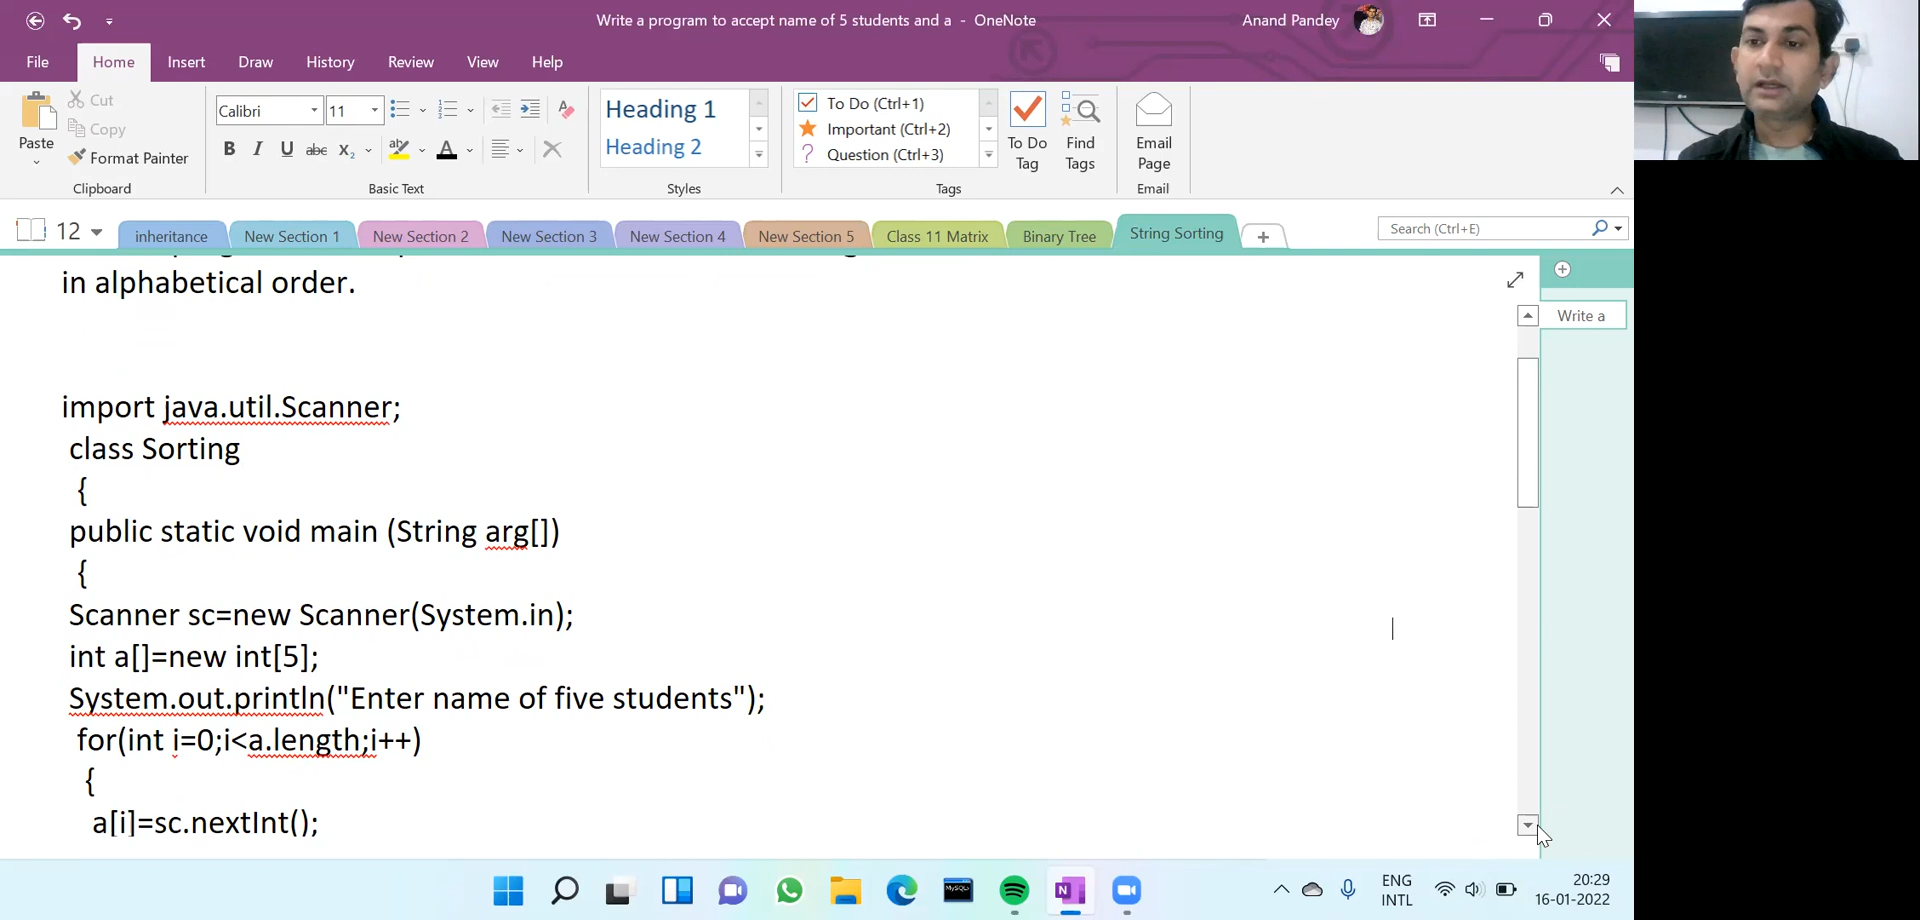 Write a program to accept name of 5 students and a - OneNote
Anand Pandey
File Home Insert Draw History Review View Help
Paste
Cut
Copy
Format Painter
Clipboard
Calibri 11
B I U abc X2 ab A
Basic Text
Heading 1
Heading 2
Styles
To Do (Ctrl+1)
Important (Ctrl+2)
Question (Ctrl+3)
To Do Tag
Find Tags
Tags
Email Page
Email
12
inheritance New Section 1 New Section 2 New Section 3 New Section 4 New Section 5 Class 11 Matrix Binary Tree String Sorting
Search (Ctrl+E)
Write a
in alphabetical order.
import java.util.Scanner;
class Sorting
{
public static void main (String arg[])
{
Scanner sc=new Scanner(System.in);
int a[]=new int[5];
System.out.println("Enter name of five students");
for(int i=0;i<a.length;i++)
{
a[i]=sc.nextInt();
MySQL
ENG
INTL
20:29
16-01-2022